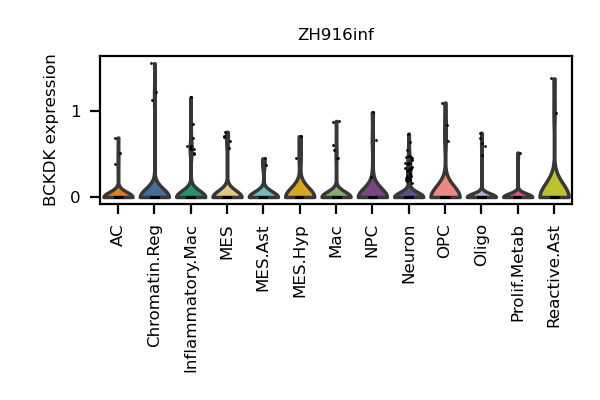 ZH916inf
BCKDK expression
1
0
AC
Chromatin.Reg
Inflammatory.Mac
MES
MES.Ast
MES.Hyp
Mac
NPC
Neuron
OPC
Oligo
Prolif.Metab
Reactive.Ast